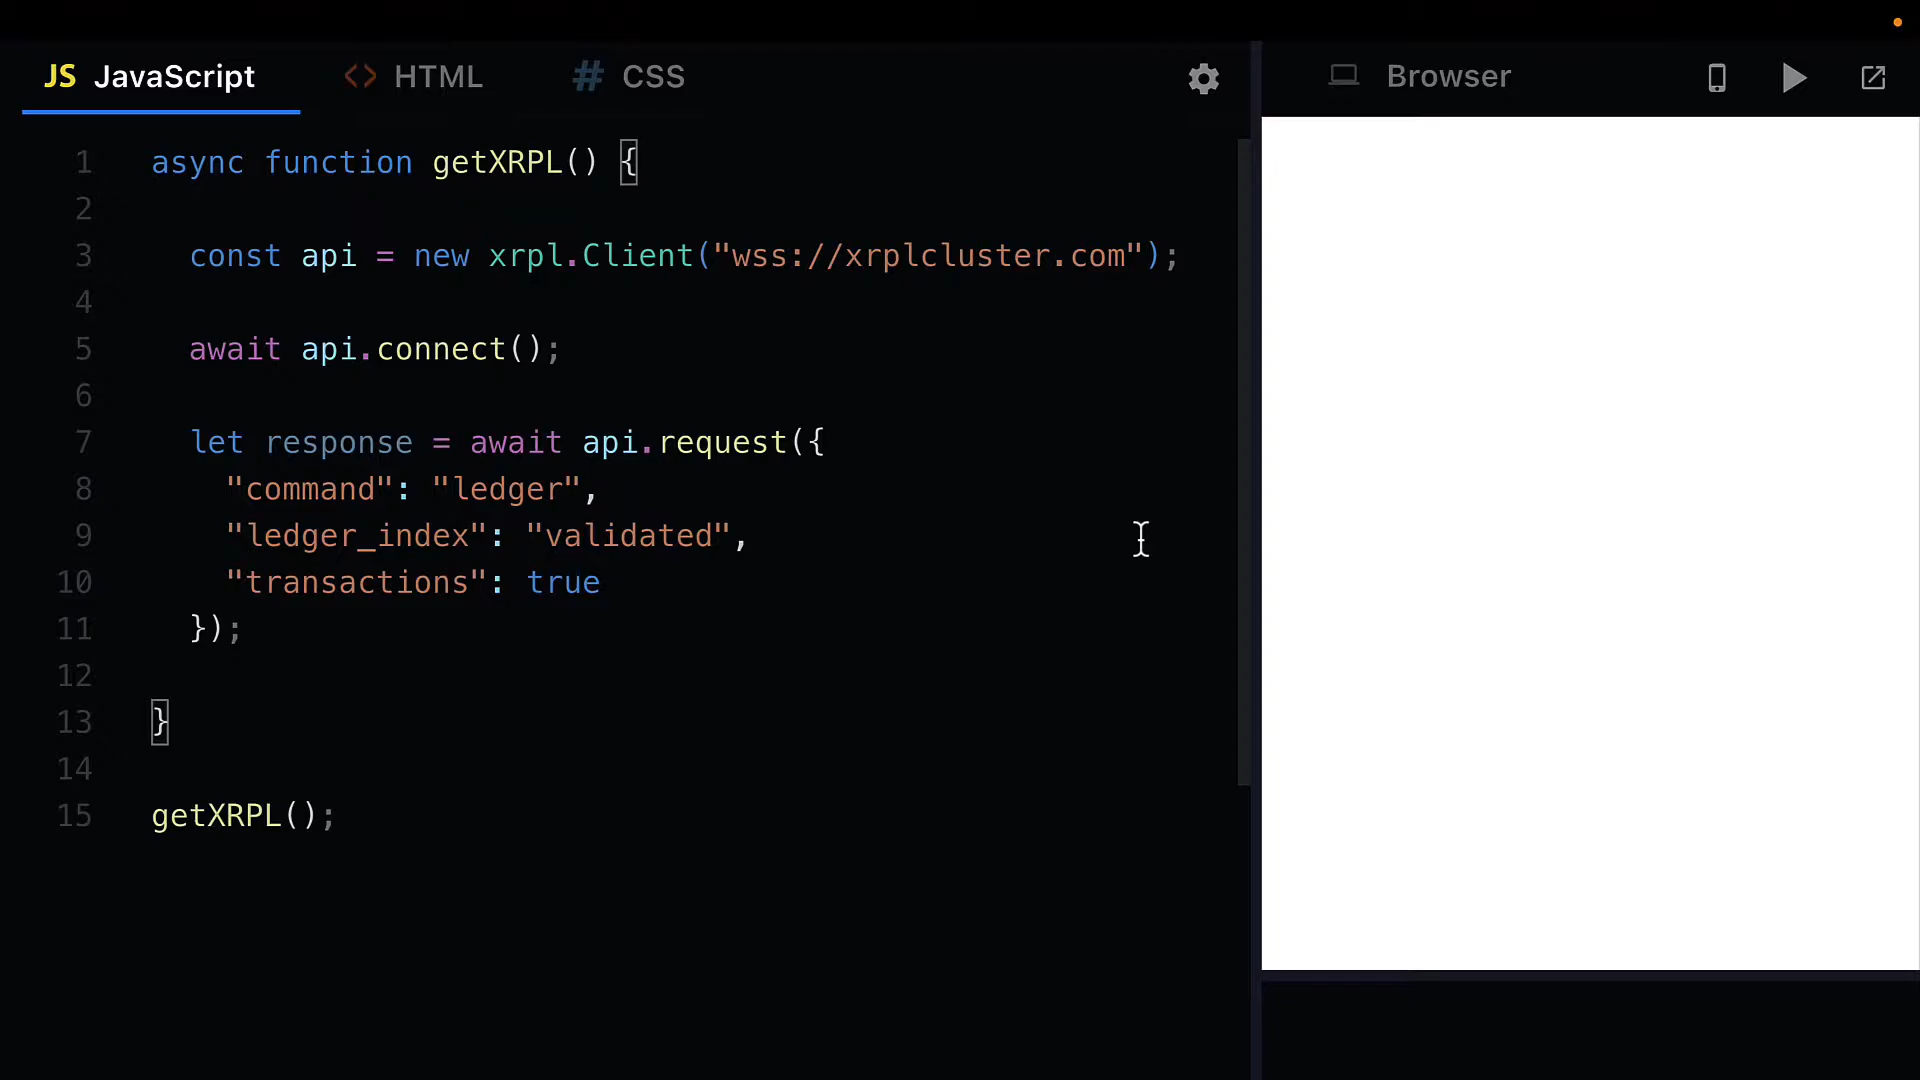 JS JavaScript <> HTML # CSS Browser
1 async function getXRPL() {
2
3 const api = new xrpl.Client("wss://xrplcluster.com");
4
5 await api.connect();
6
7 let response = await api.request({
8 "command": "ledger",
9 "ledger_index": "validated",
10 "transactions": true
11 });
12
13 }
14
15 getXRPL();